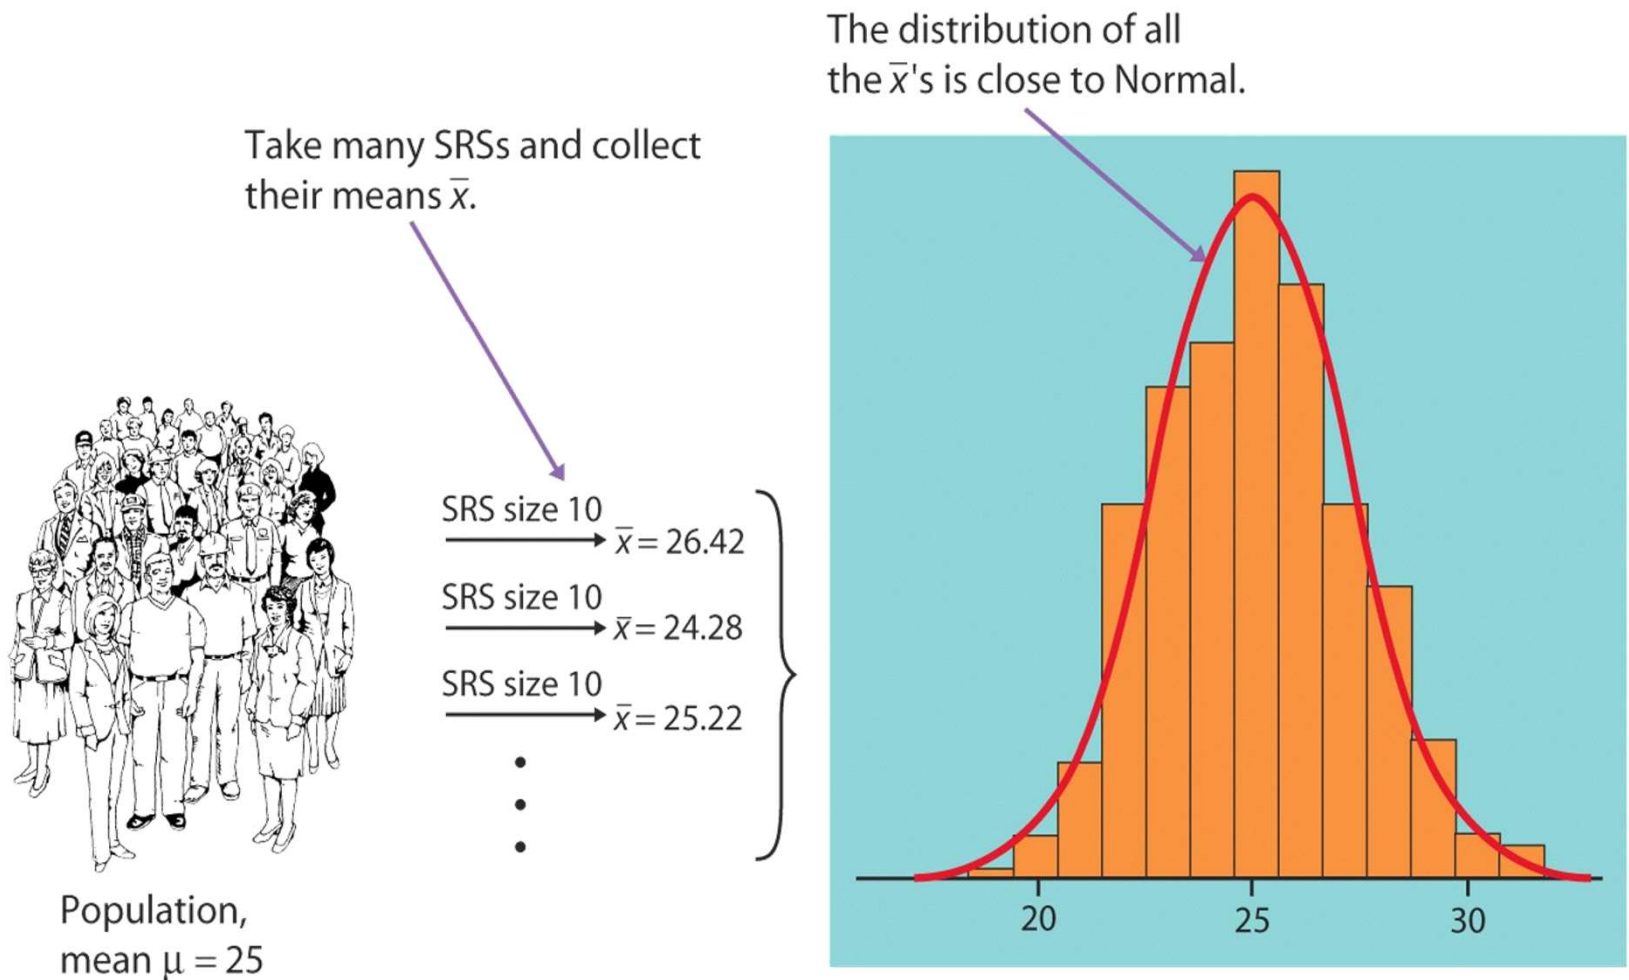 The distribution of all
the x̄'s is close to Normal.
Take many SRSs and collect
their means x̄.
SRS size 10
x̄ = 26.42
SRS size 10
x̄ = 24.28
SRS size 10
x̄ = 25.22
Population,
mean μ = 25
20 25 30